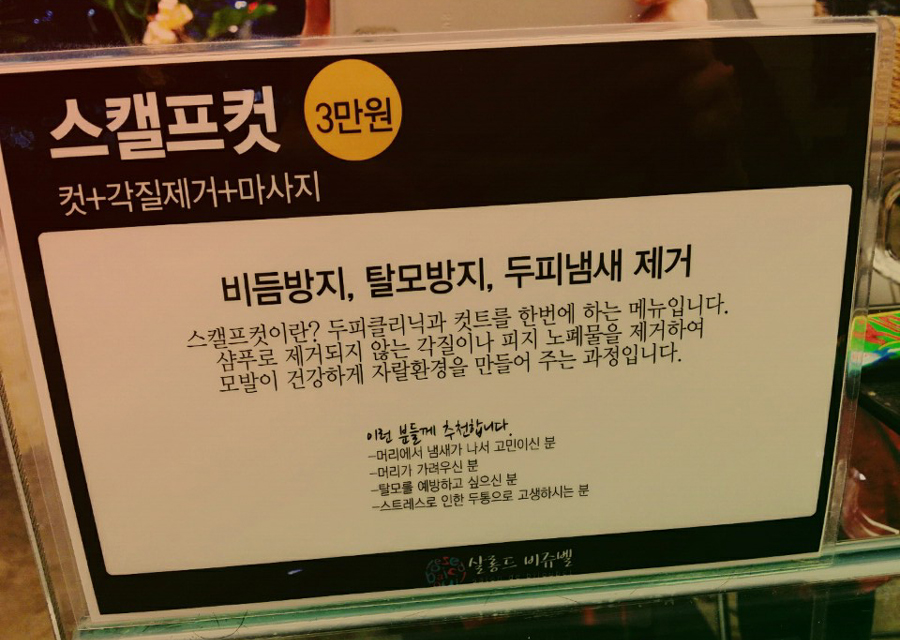 스캘프컷
3만원
컷+각질제거+마사지
비듬방지, 탈모방지, 두피냄새 제거
스캘프컷이란? 두피클리닉과 컷트를 한번에 하는 메뉴입니다.
샴푸로 제거되지 않는 각질이나 피지 노폐물을 제거하여
모발이 건강하게 자랄환경을 만들어 주는 과정입니다.
이런 분들께 추천합니다.
-머리에서 냄새가 나서 고민이신 분
-머리가 가려우신 분
-탈모를 예방하고 싶으신 분
-스트레스로 인한 두통으로 고생하시는 분
살롱드 비쥬벨